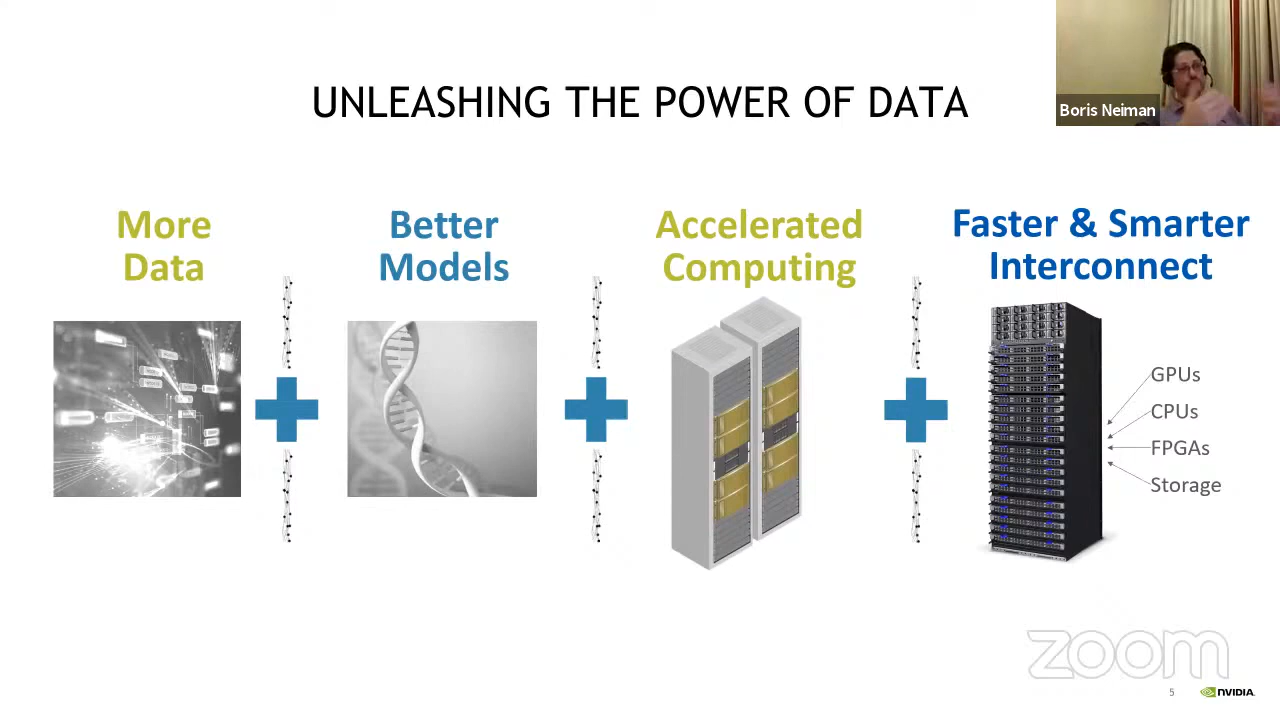 UNLEASHING THE POWER OF DATA
Boris Neiman
More
Data
Better
Models
Accelerated
Computing
Faster & Smarter
Interconnect
GPUs
CPUs
FPGAs
Storage
zoom
5
NVIDIA.